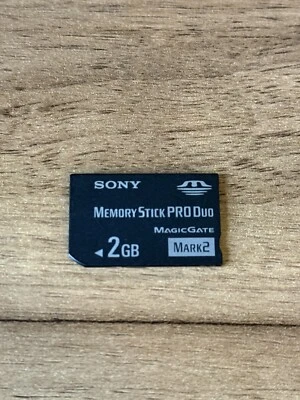 SONY
MEMORY STICK PRO DUO
MAGICGATE
◄2GB MARK2